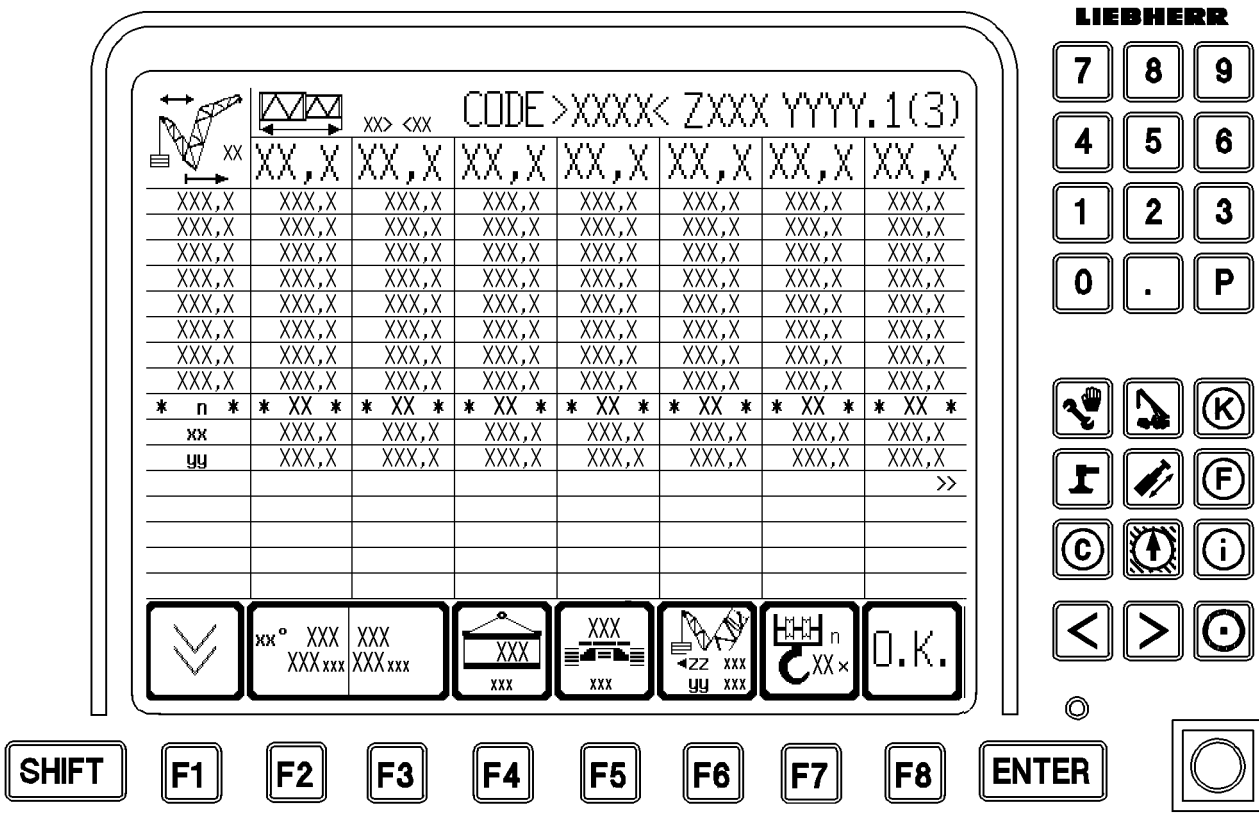 LIEBHERR
XX> <XX CODE >XXXX< ZXXX YYYY.1(3)
XX XX,X XX,X XX,X XX,X XX,X XX,X XX,X
XXX,X XXX,X XXX,X XXX,X XXX,X XXX,X XXX,X XXX,X
XXX,X XXX,X XXX,X XXX,X XXX,X XXX,X XXX,X XXX,X
XXX,X XXX,X XXX,X XXX,X XXX,X XXX,X XXX,X XXX,X
XXX,X XXX,X XXX,X XXX,X XXX,X XXX,X XXX,X XXX,X
XXX,X XXX,X XXX,X XXX,X XXX,X XXX,X XXX,X XXX,X
XXX,X XXX,X XXX,X XXX,X XXX,X XXX,X XXX,X XXX,X
XXX,X XXX,X XXX,X XXX,X XXX,X XXX,X XXX,X XXX,X
XXX,X XXX,X XXX,X XXX,X XXX,X XXX,X XXX,X XXX,X
* n * * XX * * XX * * XX * * XX * * XX * * XX * * XX *
xx XXX,X XXX,X XXX,X XXX,X XXX,X XXX,X XXX,X
yy XXX,X XXX,X XXX,X XXX,X XXX,X XXX,X XXX,X
>>
xx° XXX
XXX xxx
XXX
XXX xxx
XXX
xxx
XXX
xxx
◄zz xxx
yy xxx
n
XX ×
O.K.
7 8 9
4 5 6
1 2 3
0 . P
K
F
C i
< >
SHIFT F1 F2 F3 F4 F5 F6 F7 F8 ENTER